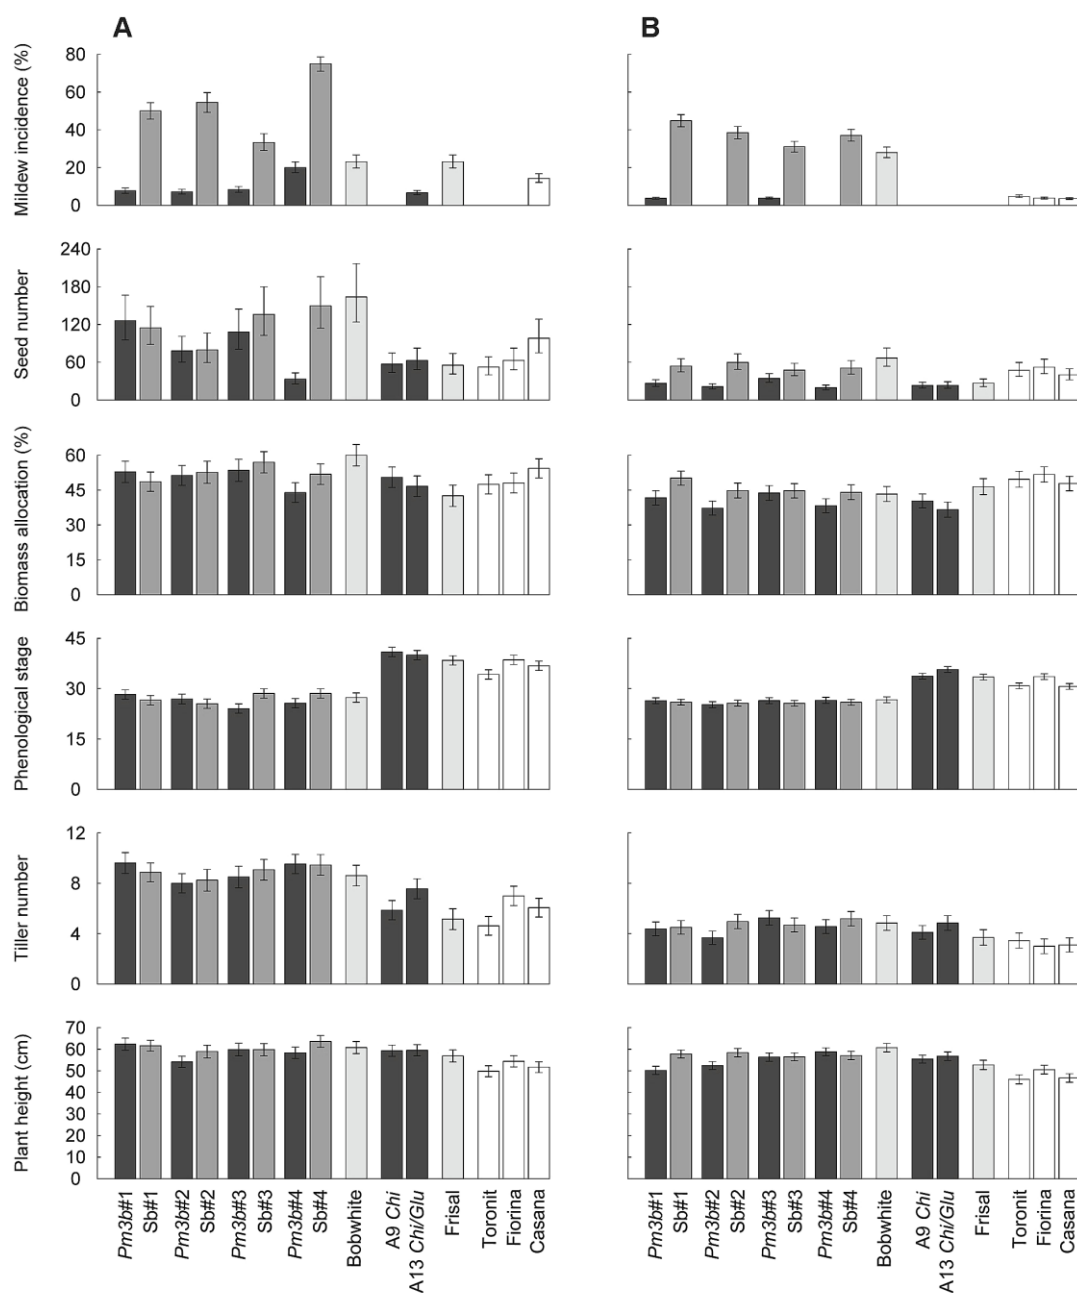 A
B
Mildew incidence (%)
80
60
40
20
0
Seed number
240
180
120
60
0
Biomass allocation (%)
60
45
30
15
0
Phenological stage
45
30
15
0
Tiller number
12
8
4
0
Plant height (cm)
70
60
50
40
30
20
10
0
Pm3b#1
Sb#1
Pm3b#2
Sb#2
Pm3b#3
Sb#3
Pm3b#4
Sb#4
Bobwhite
A9 Chi
A13 Chi/Glu
Frisal
Toronit
Fiorina
Casana
Pm3b#1
Sb#1
Pm3b#2
Sb#2
Pm3b#3
Sb#3
Pm3b#4
Sb#4
Bobwhite
A9 Chi
A13 Chi/Glu
Frisal
Toronit
Fiorina
Casana